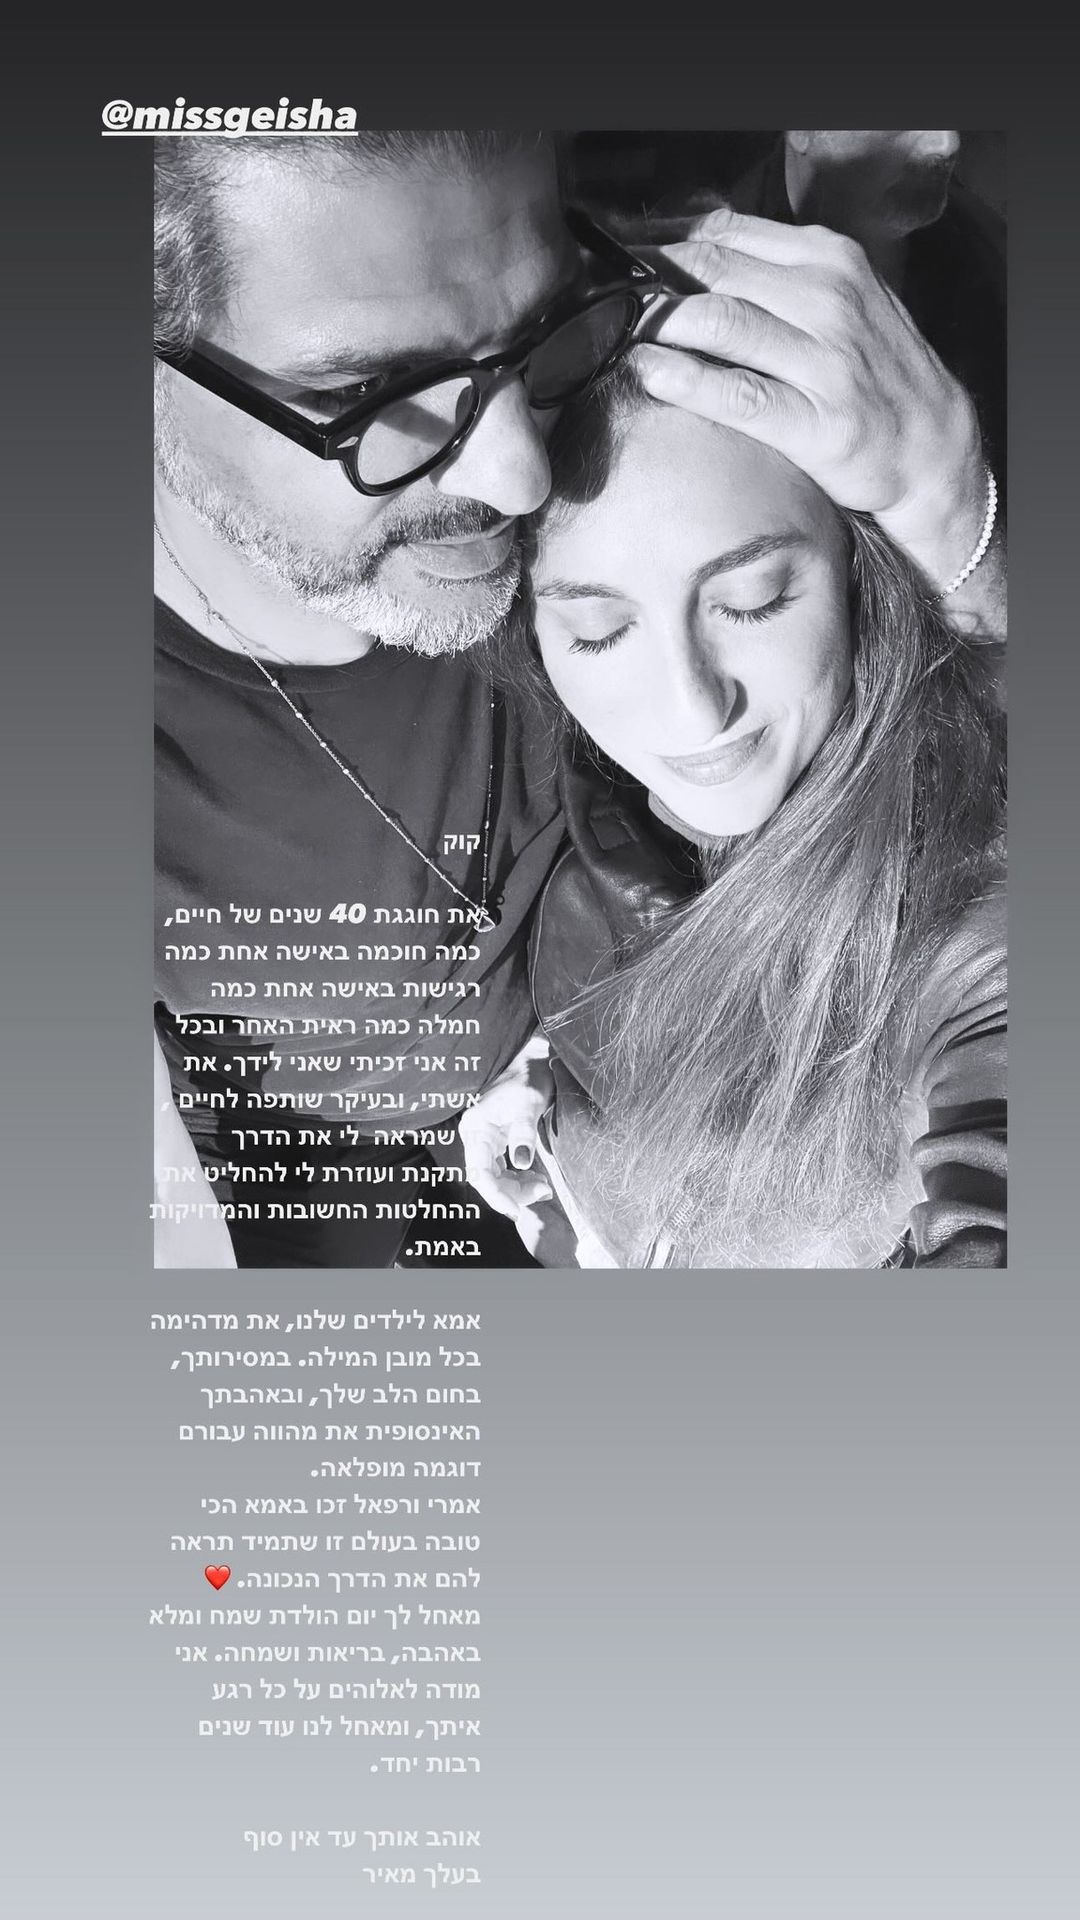 @missgeisha
קוק
את חוגגת 40 שנים של חיים,
כמה חוכמה באישה אחת כמה
רגישות באישה אחת כמה
חמלה כמה ראית האחר ובכל
זה אני זכיתי שאני לידך. את
אשתי, ובעיקר שותפה לחיים ,
שמראה  לי את הדרך
מתקנת ועוזרת לי להחליט את
ההחלטות החשובות והמדויקות
באמת.
אמא לילדים שלנו, את מדהימה
בכל מובן המילה. במסירותך,
בחום הלב שלך, ובאהבתך
האינסופית את מהווה עבורם
דוגמה מופלאה.
אמרי ורפאל זכו באמא הכי
טובה בעולם זו שתמיד תראה
להם את הדרך הנכונה. ❤️
מאחל לך יום הולדת שמח ומלא
באהבה, בריאות ושמחה. אני
מודה לאלוהים על כל רגע
איתך, ומאחל לנו עוד שנים
רבות יחד.
אוהב אותך עד אין סוף
בעלך מאיר